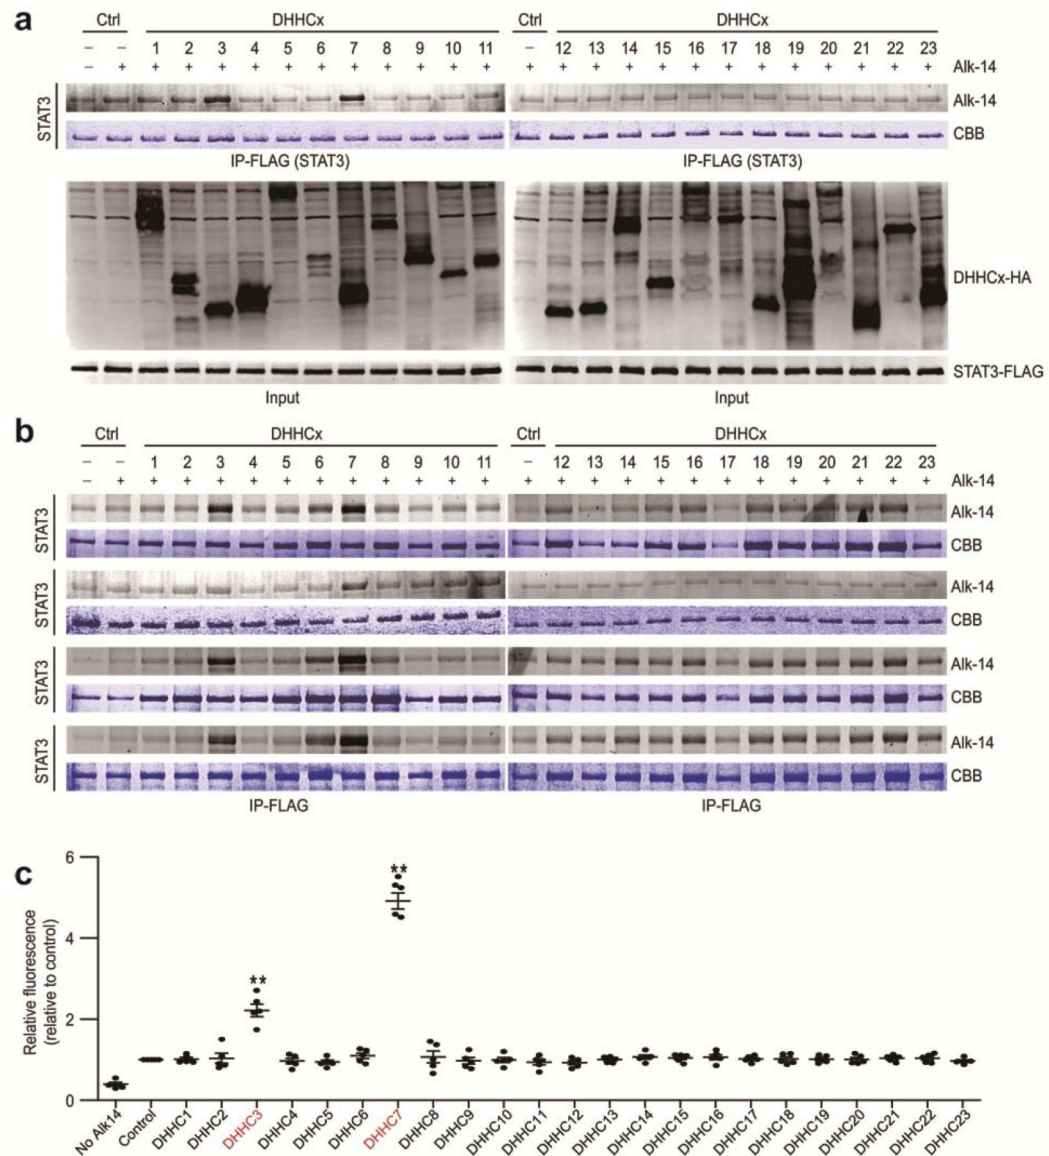 a
Ctrl DHHCx Ctrl DHHCx
1 2 3 4 5 6 7 8 9 10 11 12 13 14 15 16 17 18 19 20 21 22 23
– – –
– + + + + + + + + + + + + + + + + + + + + + + + + + Alk-14
STAT3
Alk-14
CBB
IP-FLAG (STAT3) IP-FLAG (STAT3)
DHHCx-HA
STAT3-FLAG
Input Input
b
Ctrl DHHCx Ctrl DHHCx
– – 1 2 3 4 5 6 7 8 9 10 11 – 12 13 14 15 16 17 18 19 20 21 22 23
– + + + + + + + + + + + + + + + + + + + + + + + + + Alk-14
STAT3
Alk-14
CBB
STAT3
Alk-14
CBB
STAT3
Alk-14
CBB
STAT3
Alk-14
CBB
IP-FLAG IP-FLAG
c
Relative fluorescence
(relative to control)
6
4
2
0
**
**
No Alk14
Control
DHHC1
DHHC2
DHHC3
DHHC4
DHHC5
DHHC6
DHHC7
DHHC8
DHHC9
DHHC10
DHHC11
DHHC12
DHHC13
DHHC14
DHHC15
DHHC16
DHHC17
DHHC18
DHHC19
DHHC20
DHHC21
DHHC22
DHHC23